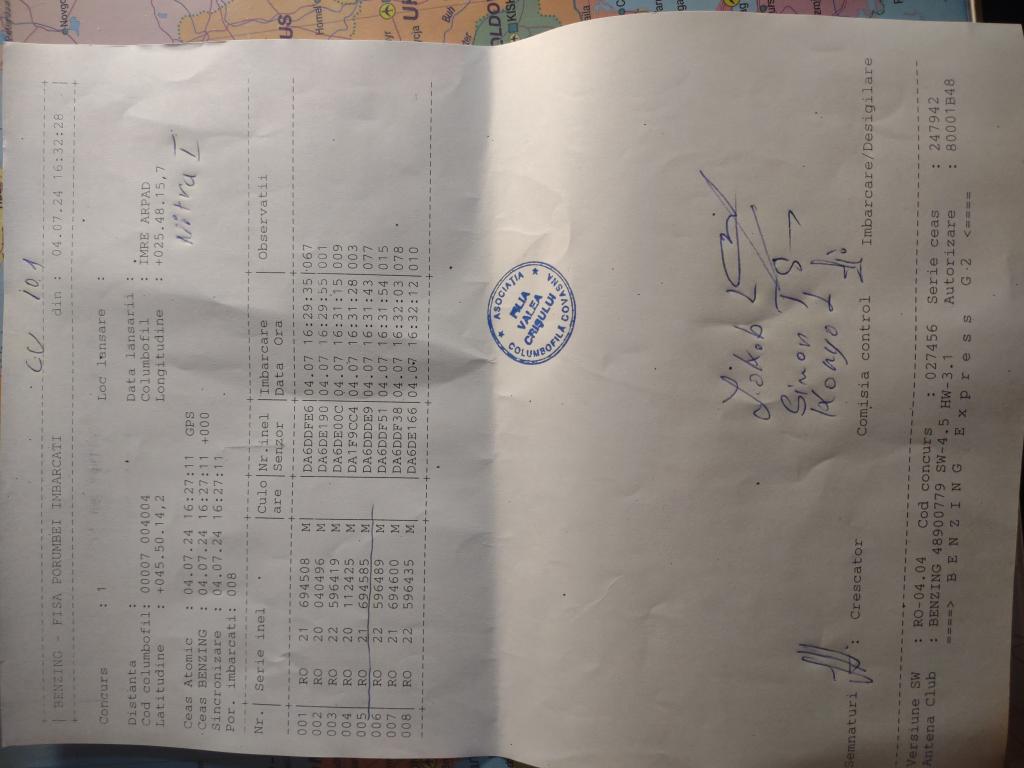 CV 101
BENZING - FISA PORUMBEI IMBARCATI din : 04.07.24 16:32:28
Concurs : 1 Loc lansare :
Distanta : Data lansarii :
Cod columbofil: 00007 004004 Columbofil : IMRE ARPAD
Latitudine : +045.50.14,2 Longitudine : +025.48.15,7
Ceas Atomic : 04.07.24 16:27:11 GPS
Ceas BENZING : 04.07.24 16:27:11 +000
Sincronizare : 04.07.24 16:27:11
Por. imbarcati: 008
Nitra I
Nr. | Serie inel | Culo | Nr.inel | Imbarcare | Observatii
are | Senzor | Data Ora
001 | RO 21 694508 M | DA6DDFE6 | 04.07 16:29:35 | 067
002 | RO 20 040496 M | DA6DE190 | 04.07 16:29:55 | 001
003 | RO 22 596419 M | DA6DE00C | 04.07 16:31:15 | 009
004 | RO 20 112425 M | DA1F9CC4 | 04.07 16:31:28 | 003
005 | RO 21 694585 M | DA6DDDE9 | 04.07 16:31:43 | 077
006 | RO 22 596489 M | DA6DDF51 | 04.07 16:31:54 | 015
007 | RO 21 694600 M | DA6DDF38 | 04.07 16:32:03 | 078
008 | RO 22 596435 M | DA6DE166 | 04.07 16:32:12 | 010
ASOCIAȚIA
FILIA
VALEA
CRIȘULUI
COLUMBOFILA COVASNA
Simon
Konyo
Semnaturi : Crescator Comisia control Imbarcare/Desigilare
Versiune SW : RO-04.04 Cod concurs : 027456 Serie ceas : 247942
Antena Club : BENZING 48900779 SW-4.5 HW-3.1 Autorizare : 80001B48
====> B E N Z I N G E x p r e s s G 2 <====